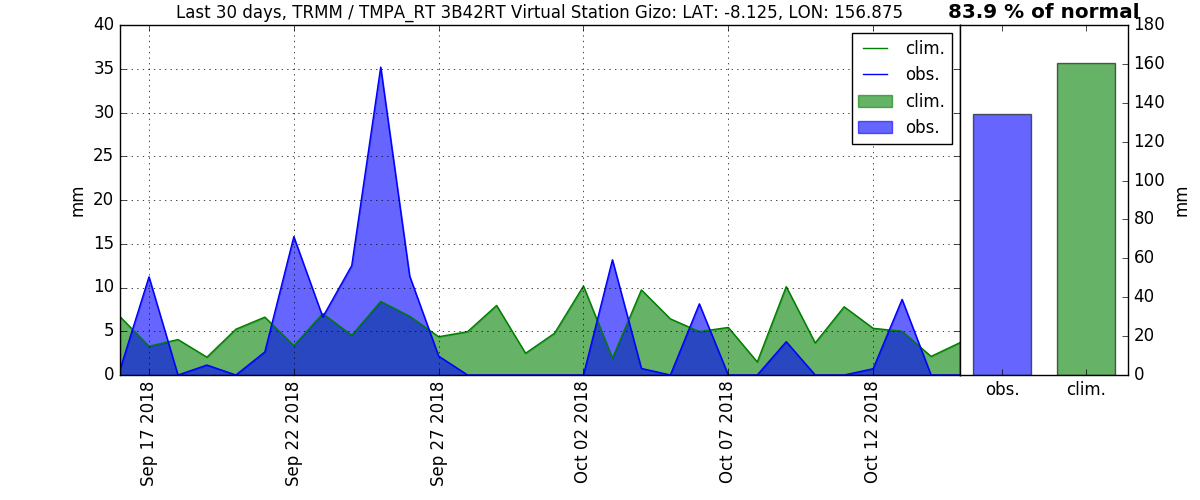 Last 30 days, TRMM / TMPA_RT 3B42RT Virtual Station Gizo: LAT: -8.125, LON: 156.875
83.9 % of normal
40
35
30
25
20
15
10
5
0
mm
clim.
obs.
clim.
obs.
Sep 17 2018
Sep 22 2018
Sep 27 2018
Oct 02 2018
Oct 07 2018
Oct 12 2018
180
160
140
120
100
80
60
40
20
0
mm
obs.
clim.